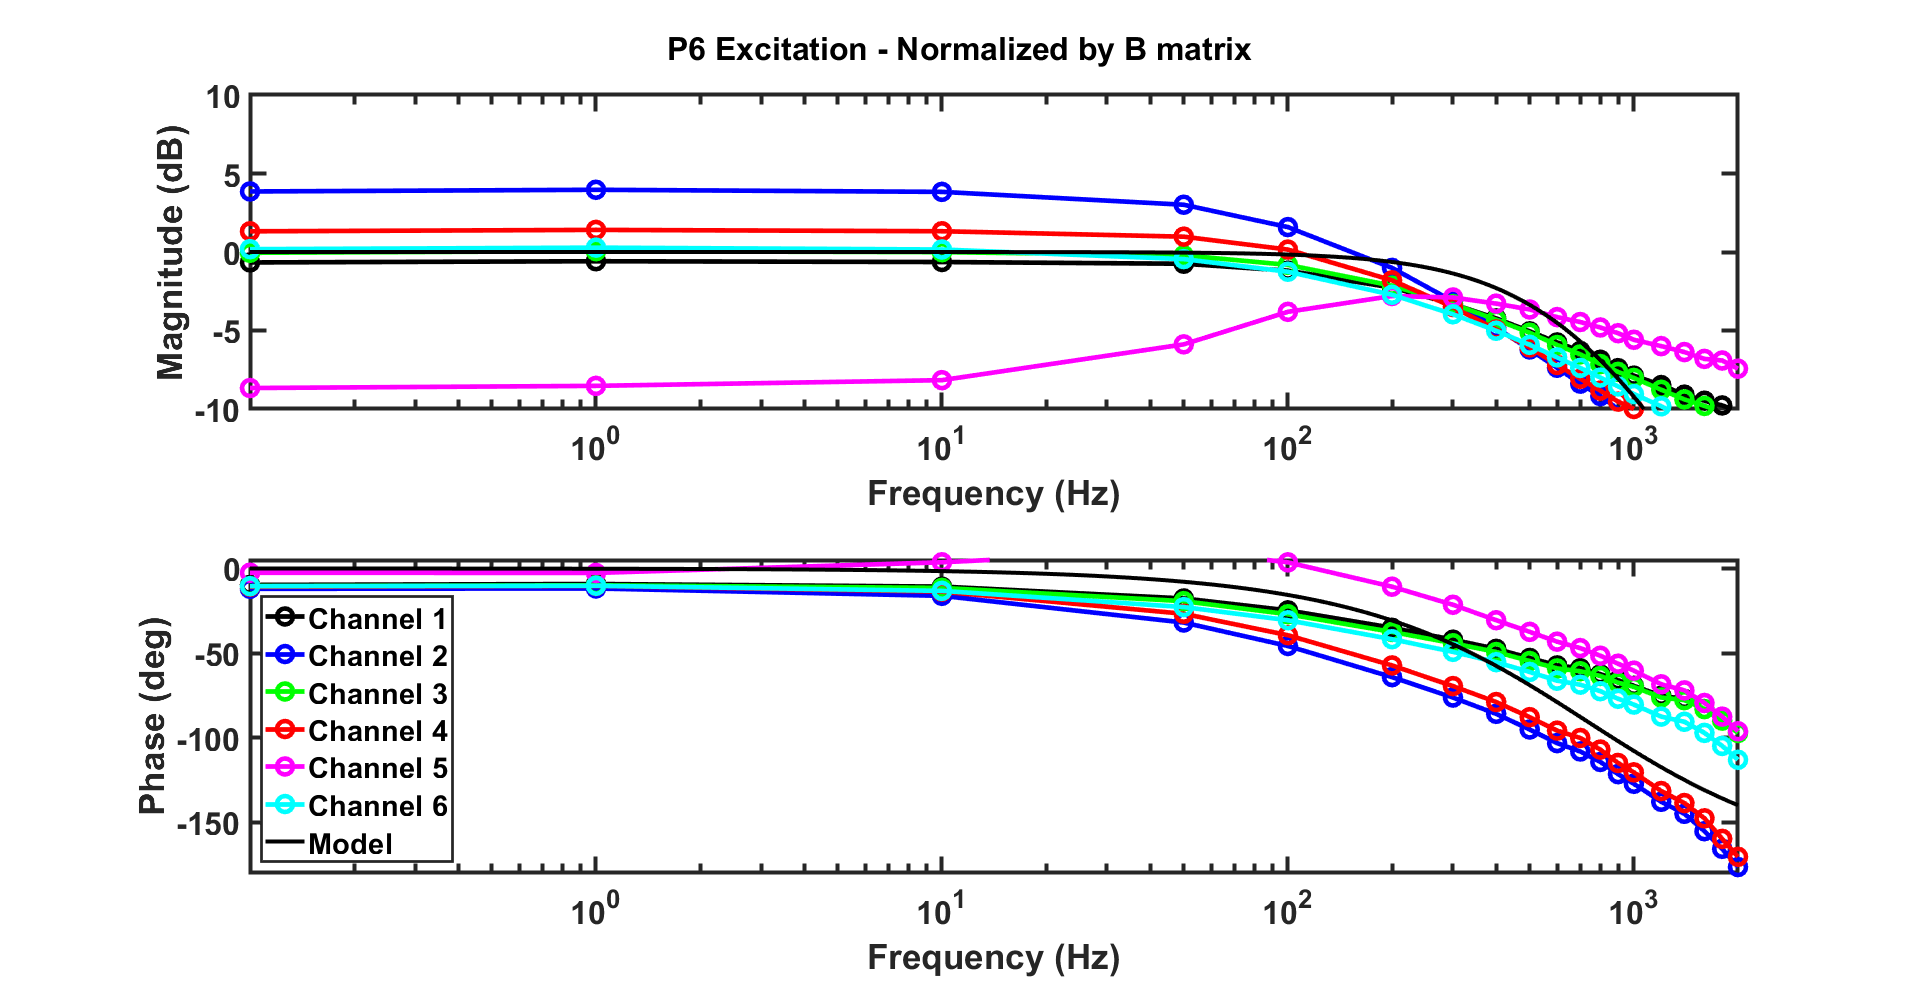 P6 Excitation - Normalized by B matrix
Magnitude (dB)
10
5
0
-5
-10
10^0
10^1
10^2
10^3
Frequency (Hz)
Phase (deg)
0
-50
-100
-150
Channel 1
Channel 2
Channel 3
Channel 4
Channel 5
Channel 6
Model
10^0
10^1
10^2
10^3
Frequency (Hz)